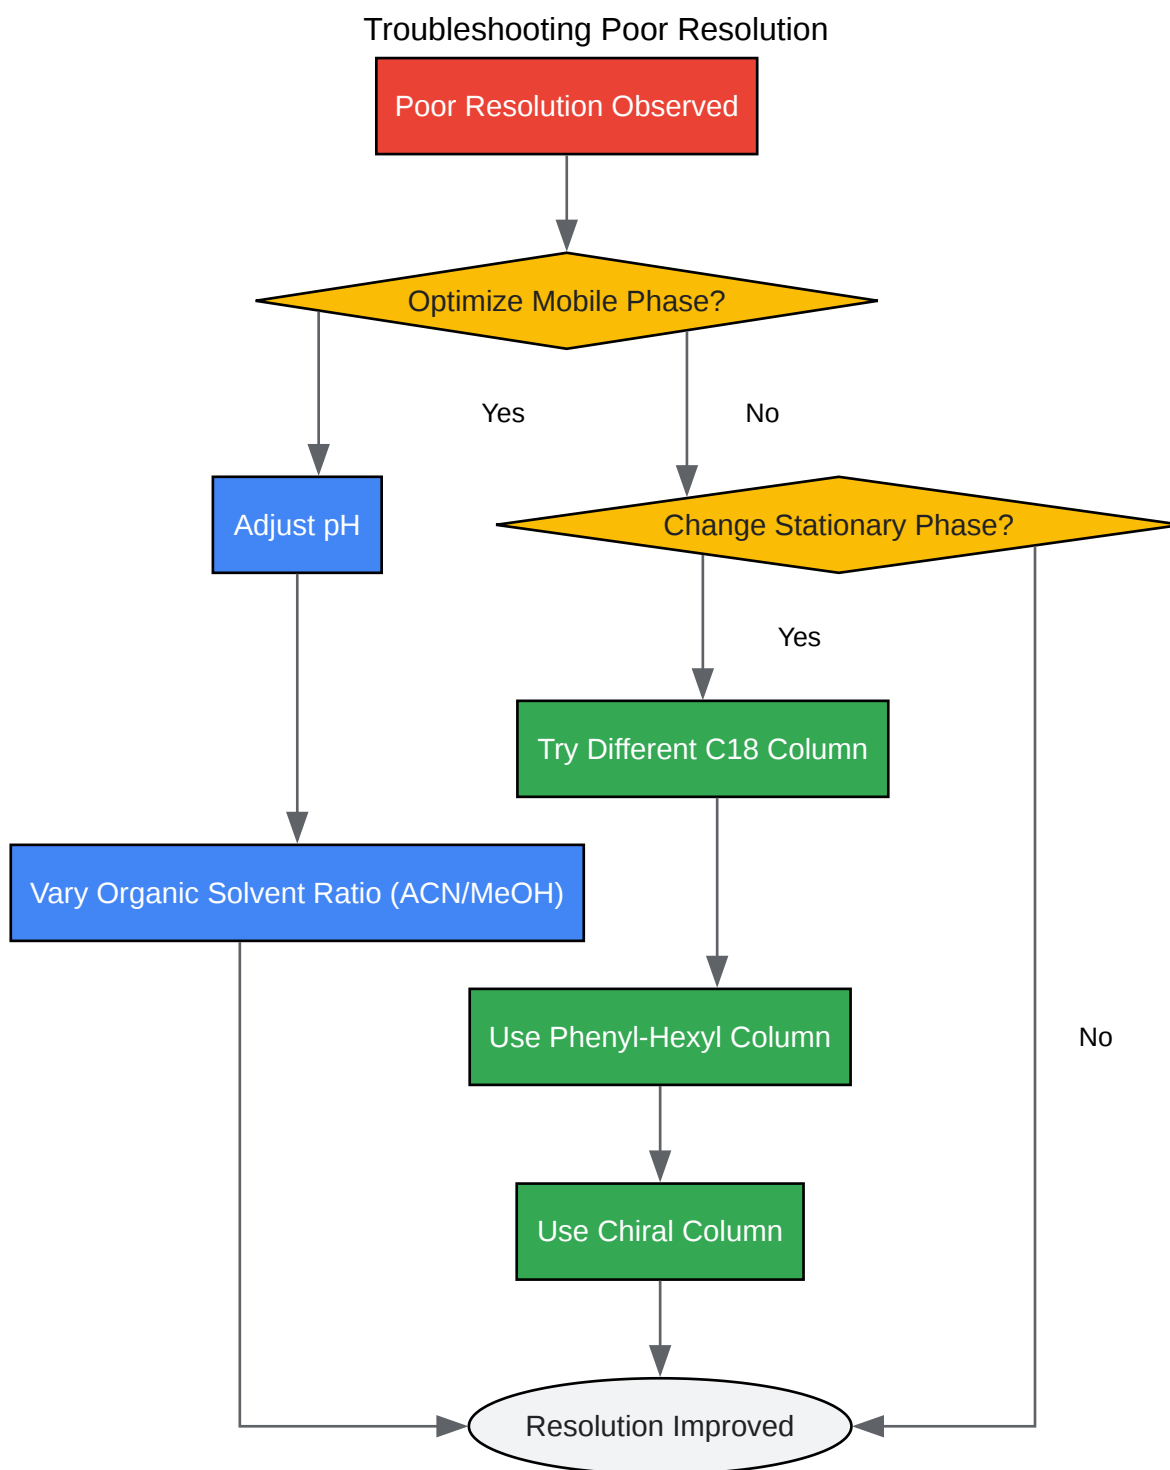 Troubleshooting Poor Resolution
Poor Resolution Observed
Optimize Mobile Phase?
Yes
No
Adjust pH
Change Stationary Phase?
Yes
Try Different C18 Column
Vary Organic Solvent Ratio (ACN/MeOH)
Use Phenyl-Hexyl Column
No
Use Chiral Column
Resolution Improved